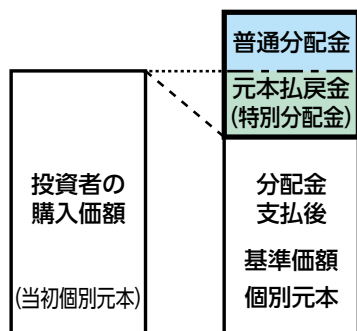 普通分配金
元本払戻金
(特別分配金)
投資者の
購入価額
(当初個別元本)
分配金
支払後
基準価額
個別元本